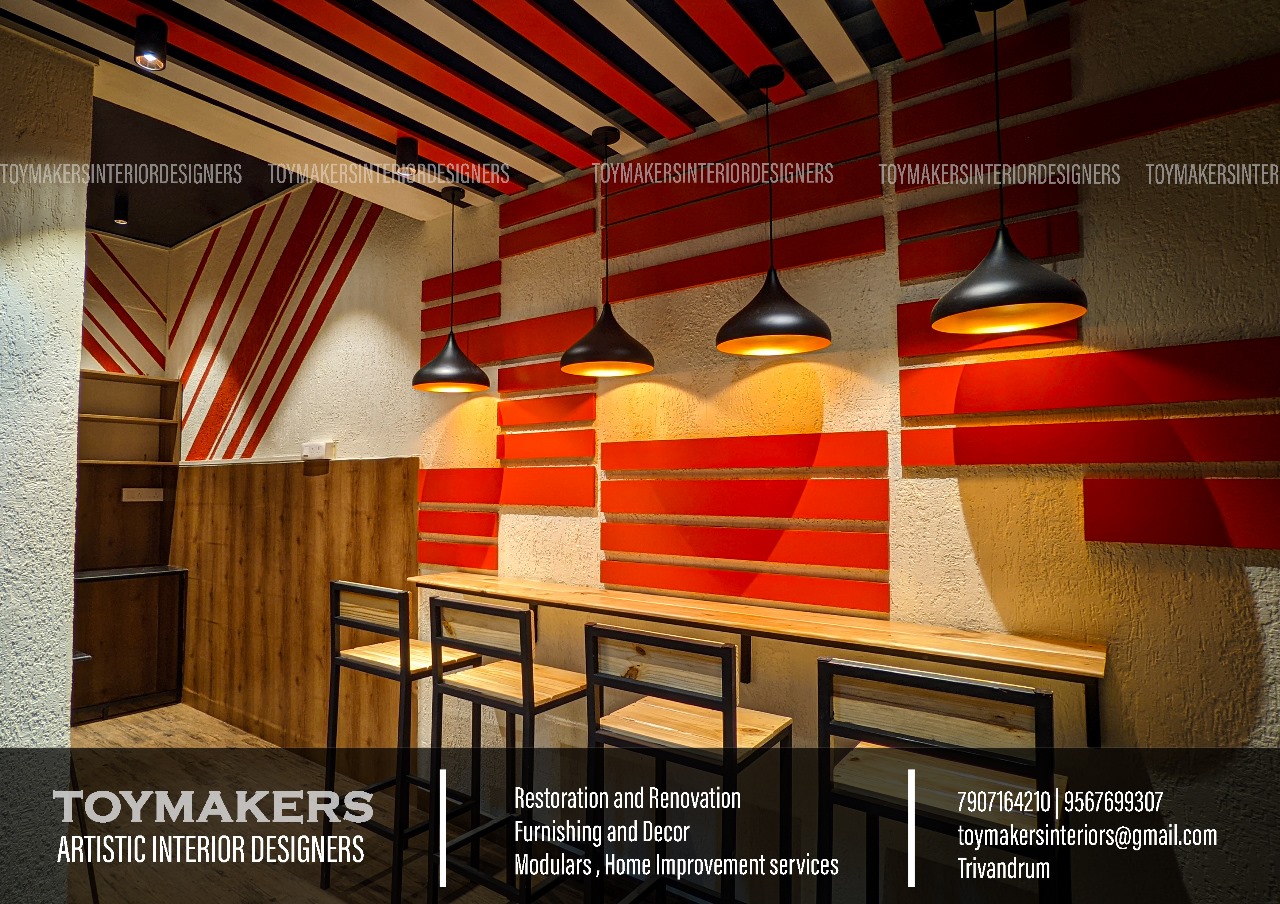 TOYMAKERSINTERIORDESIGNERS TOYMAKERSINTERIORDESIGNERS TOYMAKERSINTERIORDESIGNERS TOYMAKERSINTERIORDESIGNERS TOYMAKERSINTER
TOYMAKERS
ARTISTIC INTERIOR DESIGNERS
Restoration and Renovation
Furnishing and Decor
Modulars , Home Improvement services
7907164210 | 9567699307
toymakersinteriors@gmail.com
Trivandrum